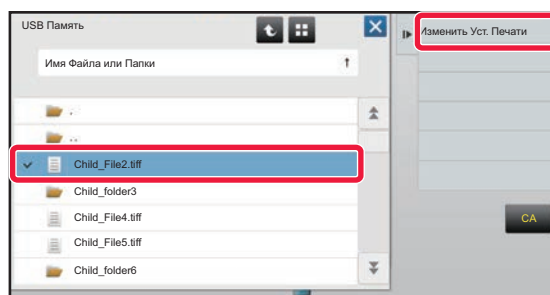 USB Память
Имя Файла или Папки
.
..
Child_File2.tiff
Child_folder3
Child_File4.tiff
Child_File5.tiff
Child_folder6
Изменить Уст. Печати
CA